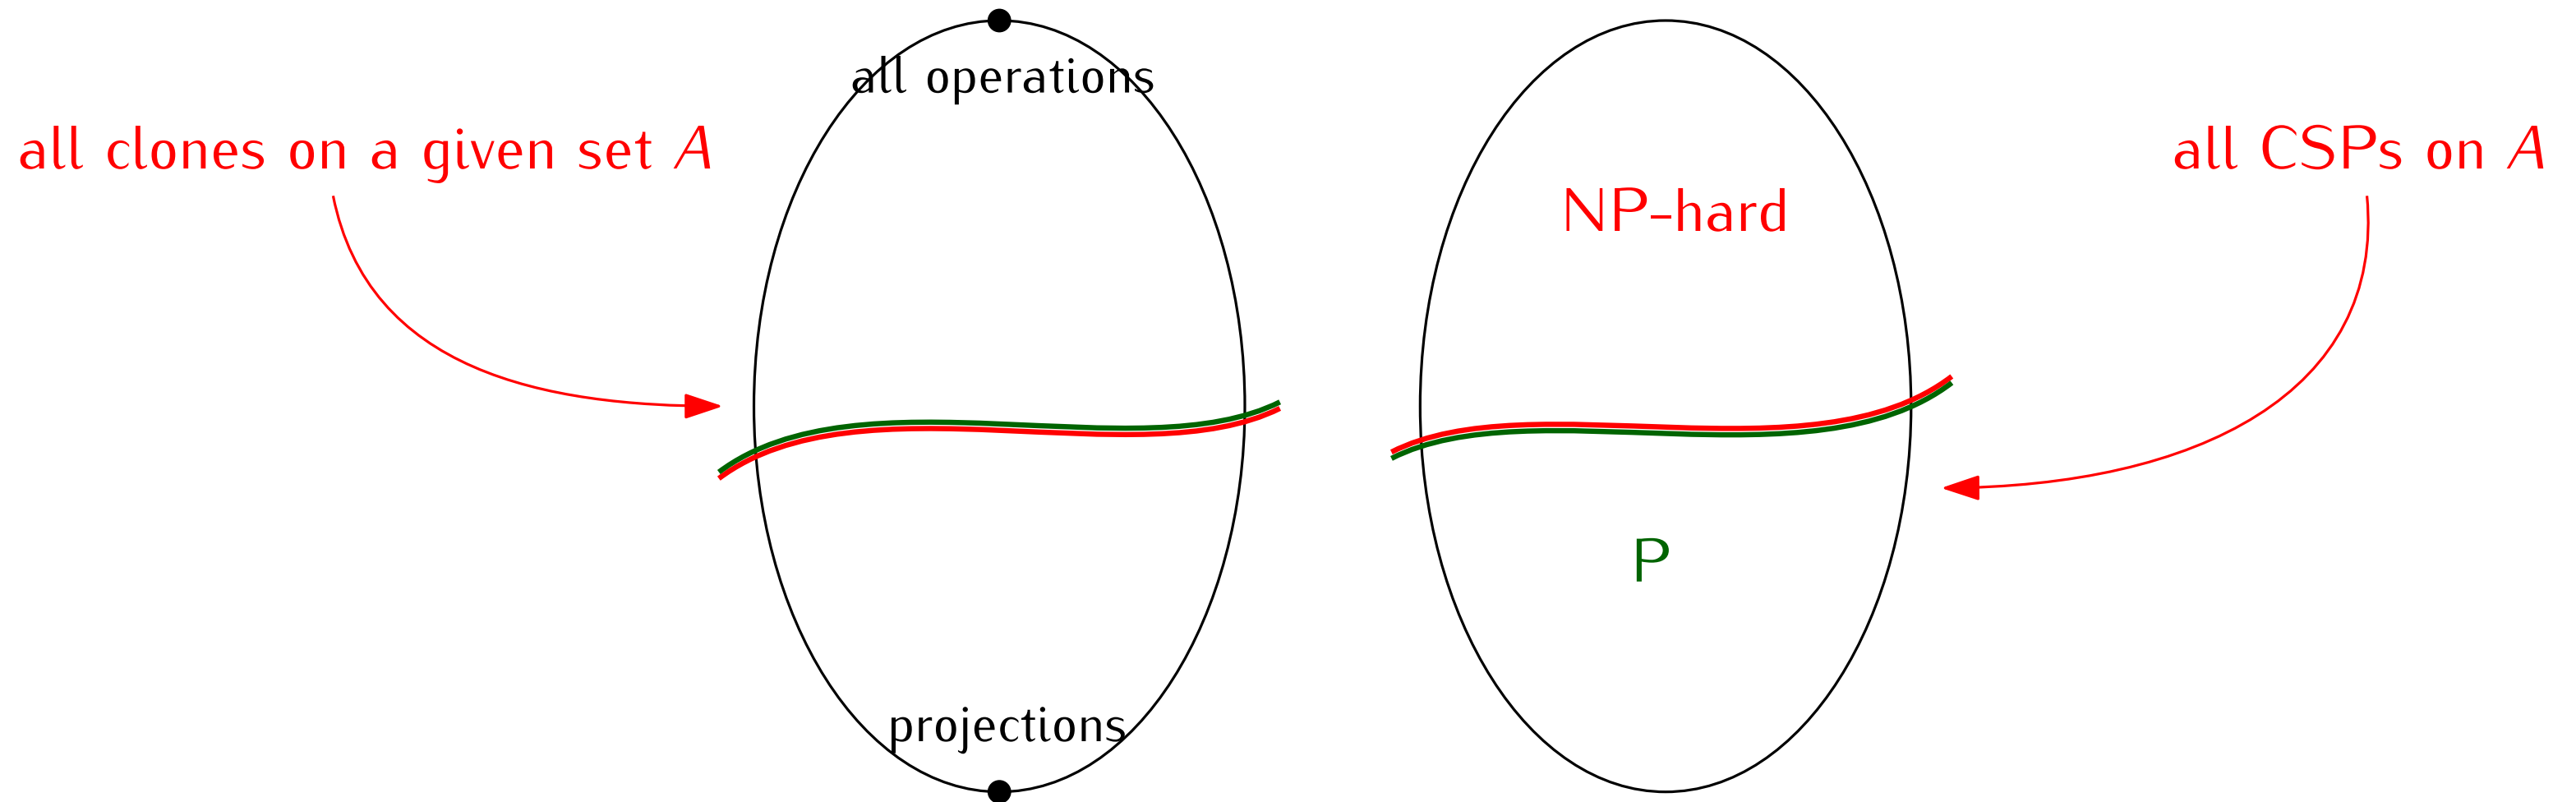 all operations
all clones on a given set A
all CSPs on A
NP-hard
P
projections